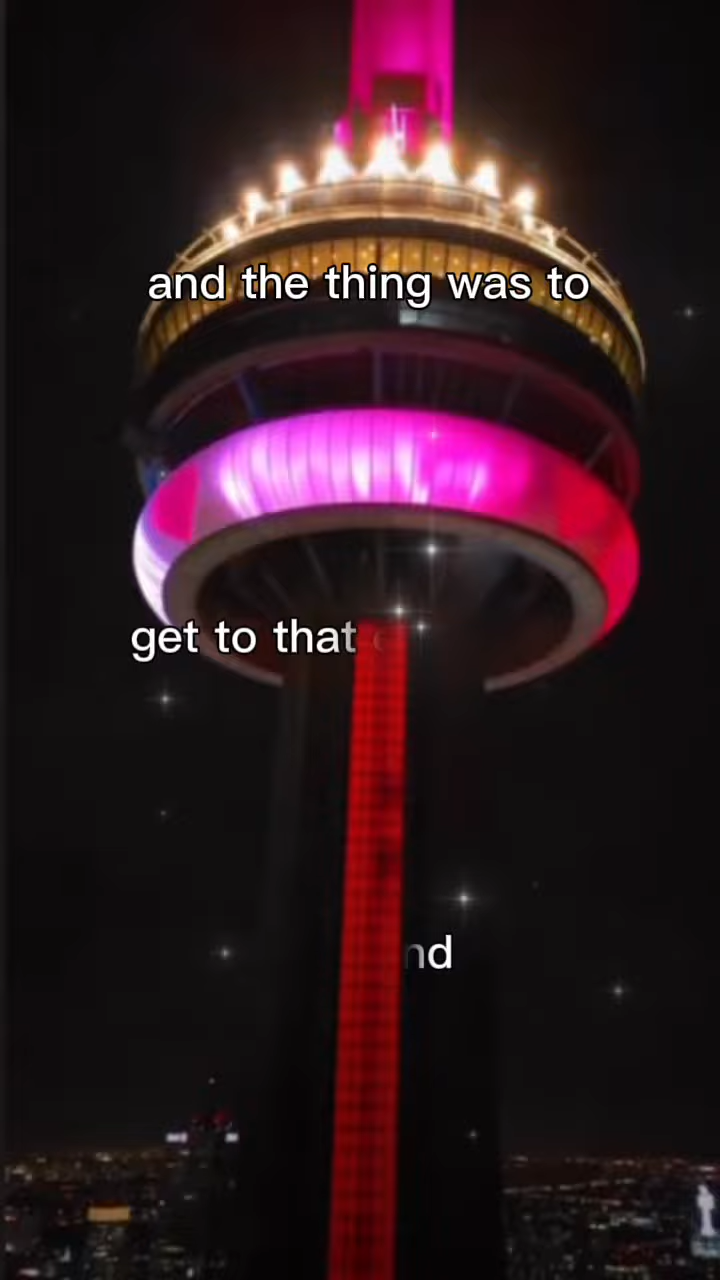 and the thing was to
get to that
nd